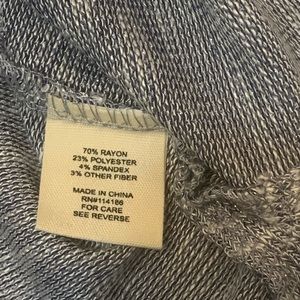 70% RAYON
23% POLYESTER
4% SPANDEX
3% OTHER FIBER
MADE IN CHINA
RN#114186
FOR CARE
SEE REVERSE